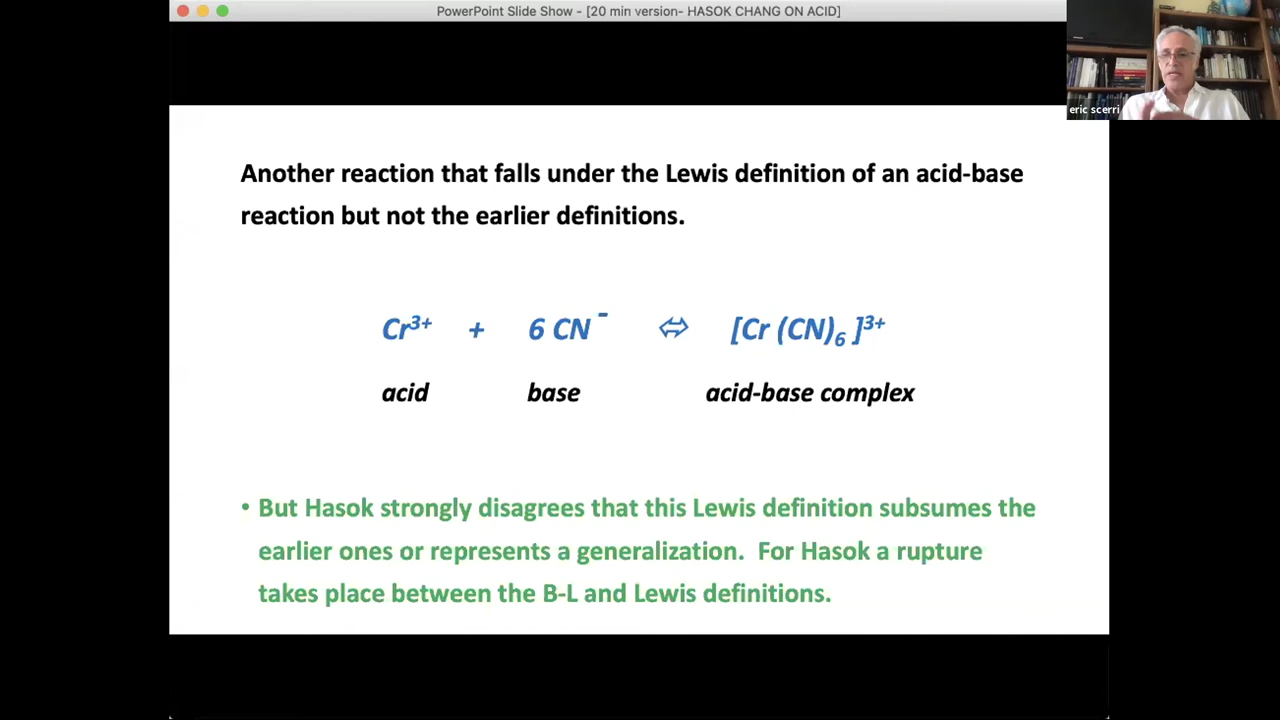 PowerPoint Slide Show - [20 min version- HASOK CHANG ON ACID]
eric scerri
Another reaction that falls under the Lewis definition of an acid-base
reaction but not the earlier definitions.
Cr³⁺ + 6 CN⁻ ⇔ [Cr (CN)₆ ]³⁺
acid base acid-base complex
• But Hasok strongly disagrees that this Lewis definition subsumes the
earlier ones or represents a generalization. For Hasok a rupture
takes place between the B-L and Lewis definitions.